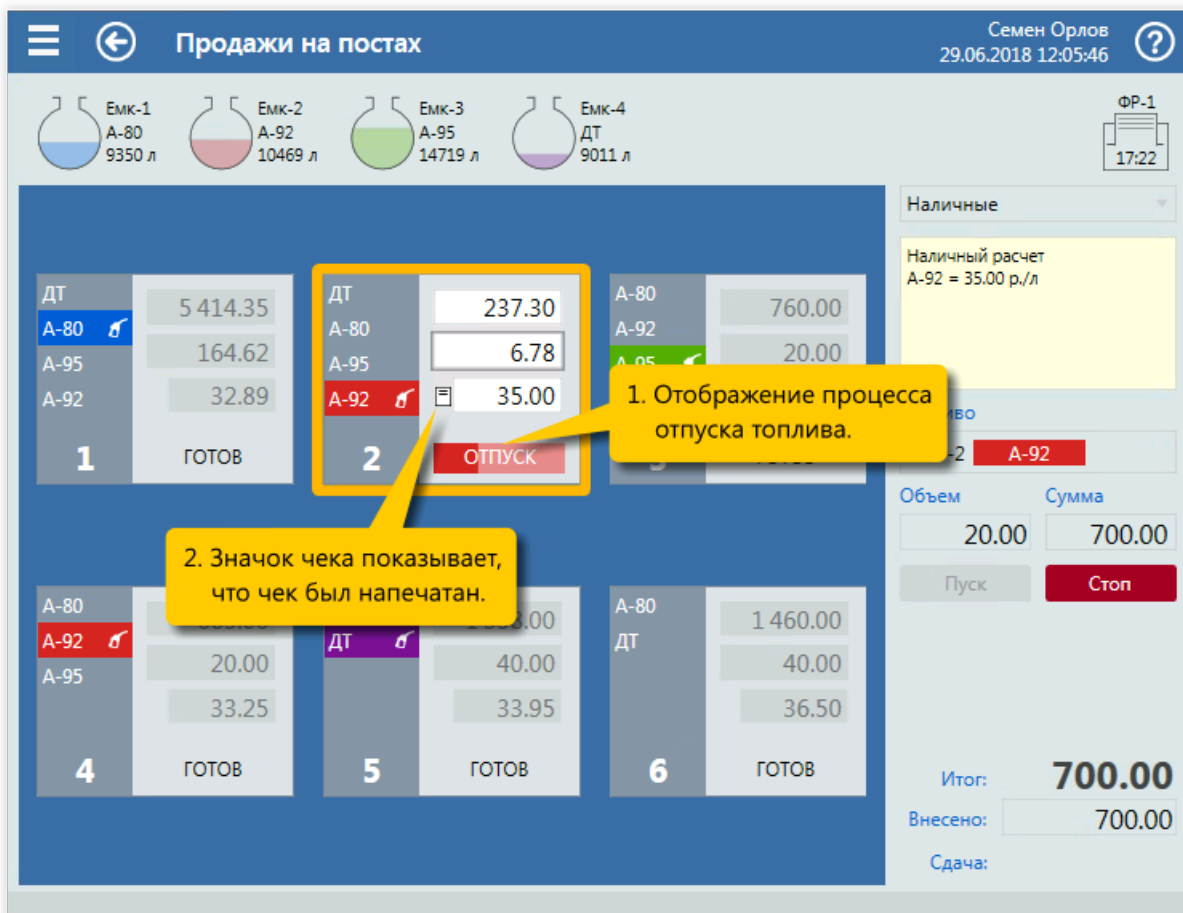 Продажи на постах
Семен Орлов
29.06.2018 12:05:46
?
Емк-1
А-80
9350 л
Емк-2
А-92
10469 л
Емк-3
А-95
14719 л
Емк-4
ДТ
9011 л
ФР-1
17:22
ДТ
А-80
А-95
А-92
1
5 414.35
164.62
32.89
ГОТОВ
ДТ
А-80
А-95
А-92
2
237.30
6.78
35.00
ОТПУСК
А-80
А-92
А-95
760.00
20.00
1. Отображение процесса
отпуска топлива.
2. Значок чека показывает,
что чек был напечатан.
А-80
А-92
А-95
4
20.00
33.25
ГОТОВ
ДТ
5
40.00
33.95
ГОТОВ
А-80
ДТ
6
1 460.00
40.00
36.50
ГОТОВ
Наличные
Наличный расчет
А-92 = 35.00 р./л
А-92
Объем Сумма
20.00 700.00
Пуск Стоп
Итог: 700.00
Внесено: 700.00
Сдача: